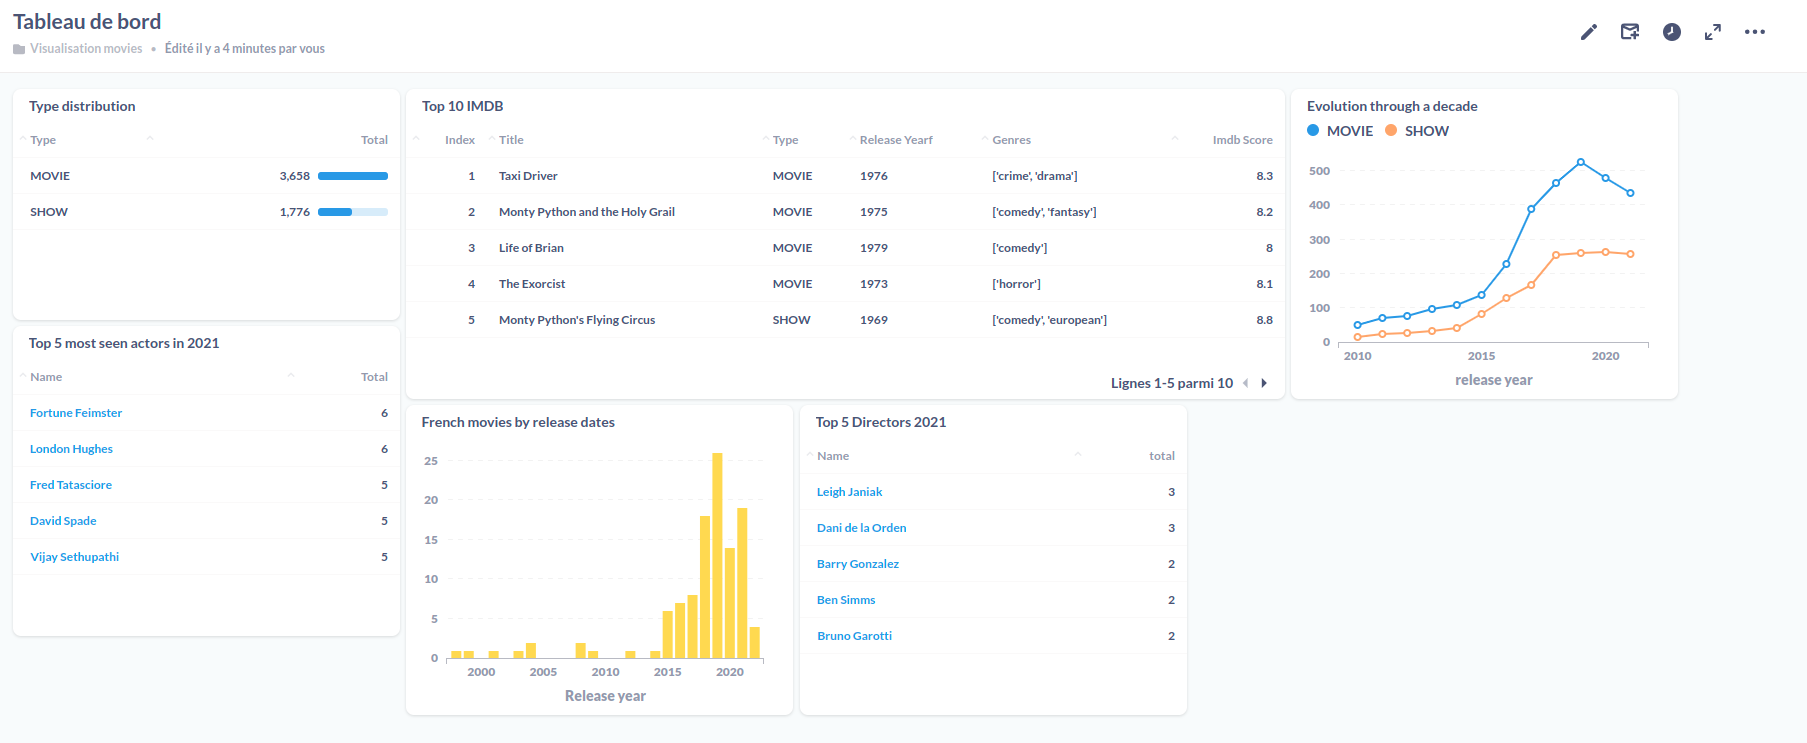 Tableau de bord
Visualisation movies • Édité il y a 4 minutes par vous
Type distribution
Type Total
MOVIE 3,658
SHOW 1,776
Top 10 IMDB
Index Title Type Release Yearf Genres Imdb Score
1 Taxi Driver MOVIE 1976 ['crime', 'drama'] 8.3
2 Monty Python and the Holy Grail MOVIE 1975 ['comedy', 'fantasy'] 8.2
3 Life of Brian MOVIE 1979 ['comedy'] 8
4 The Exorcist MOVIE 1973 ['horror'] 8.1
5 Monty Python's Flying Circus SHOW 1969 ['comedy', 'european'] 8.8
Lignes 1-5 parmi 10
Evolution through a decade
MOVIE SHOW
500
400
300
200
100
0
2010 2015 2020
release year
Top 5 most seen actors in 2021
Name Total
Fortune Feimster 6
London Hughes 6
Fred Tatasciore 5
David Spade 5
Vijay Sethupathi 5
French movies by release dates
25
20
15
10
5
0
2000 2005 2010 2015 2020
Release year
Top 5 Directors 2021
Name total
Leigh Janiak 3
Dani de la Orden 3
Barry Gonzalez 2
Ben Simms 2
Bruno Garotti 2